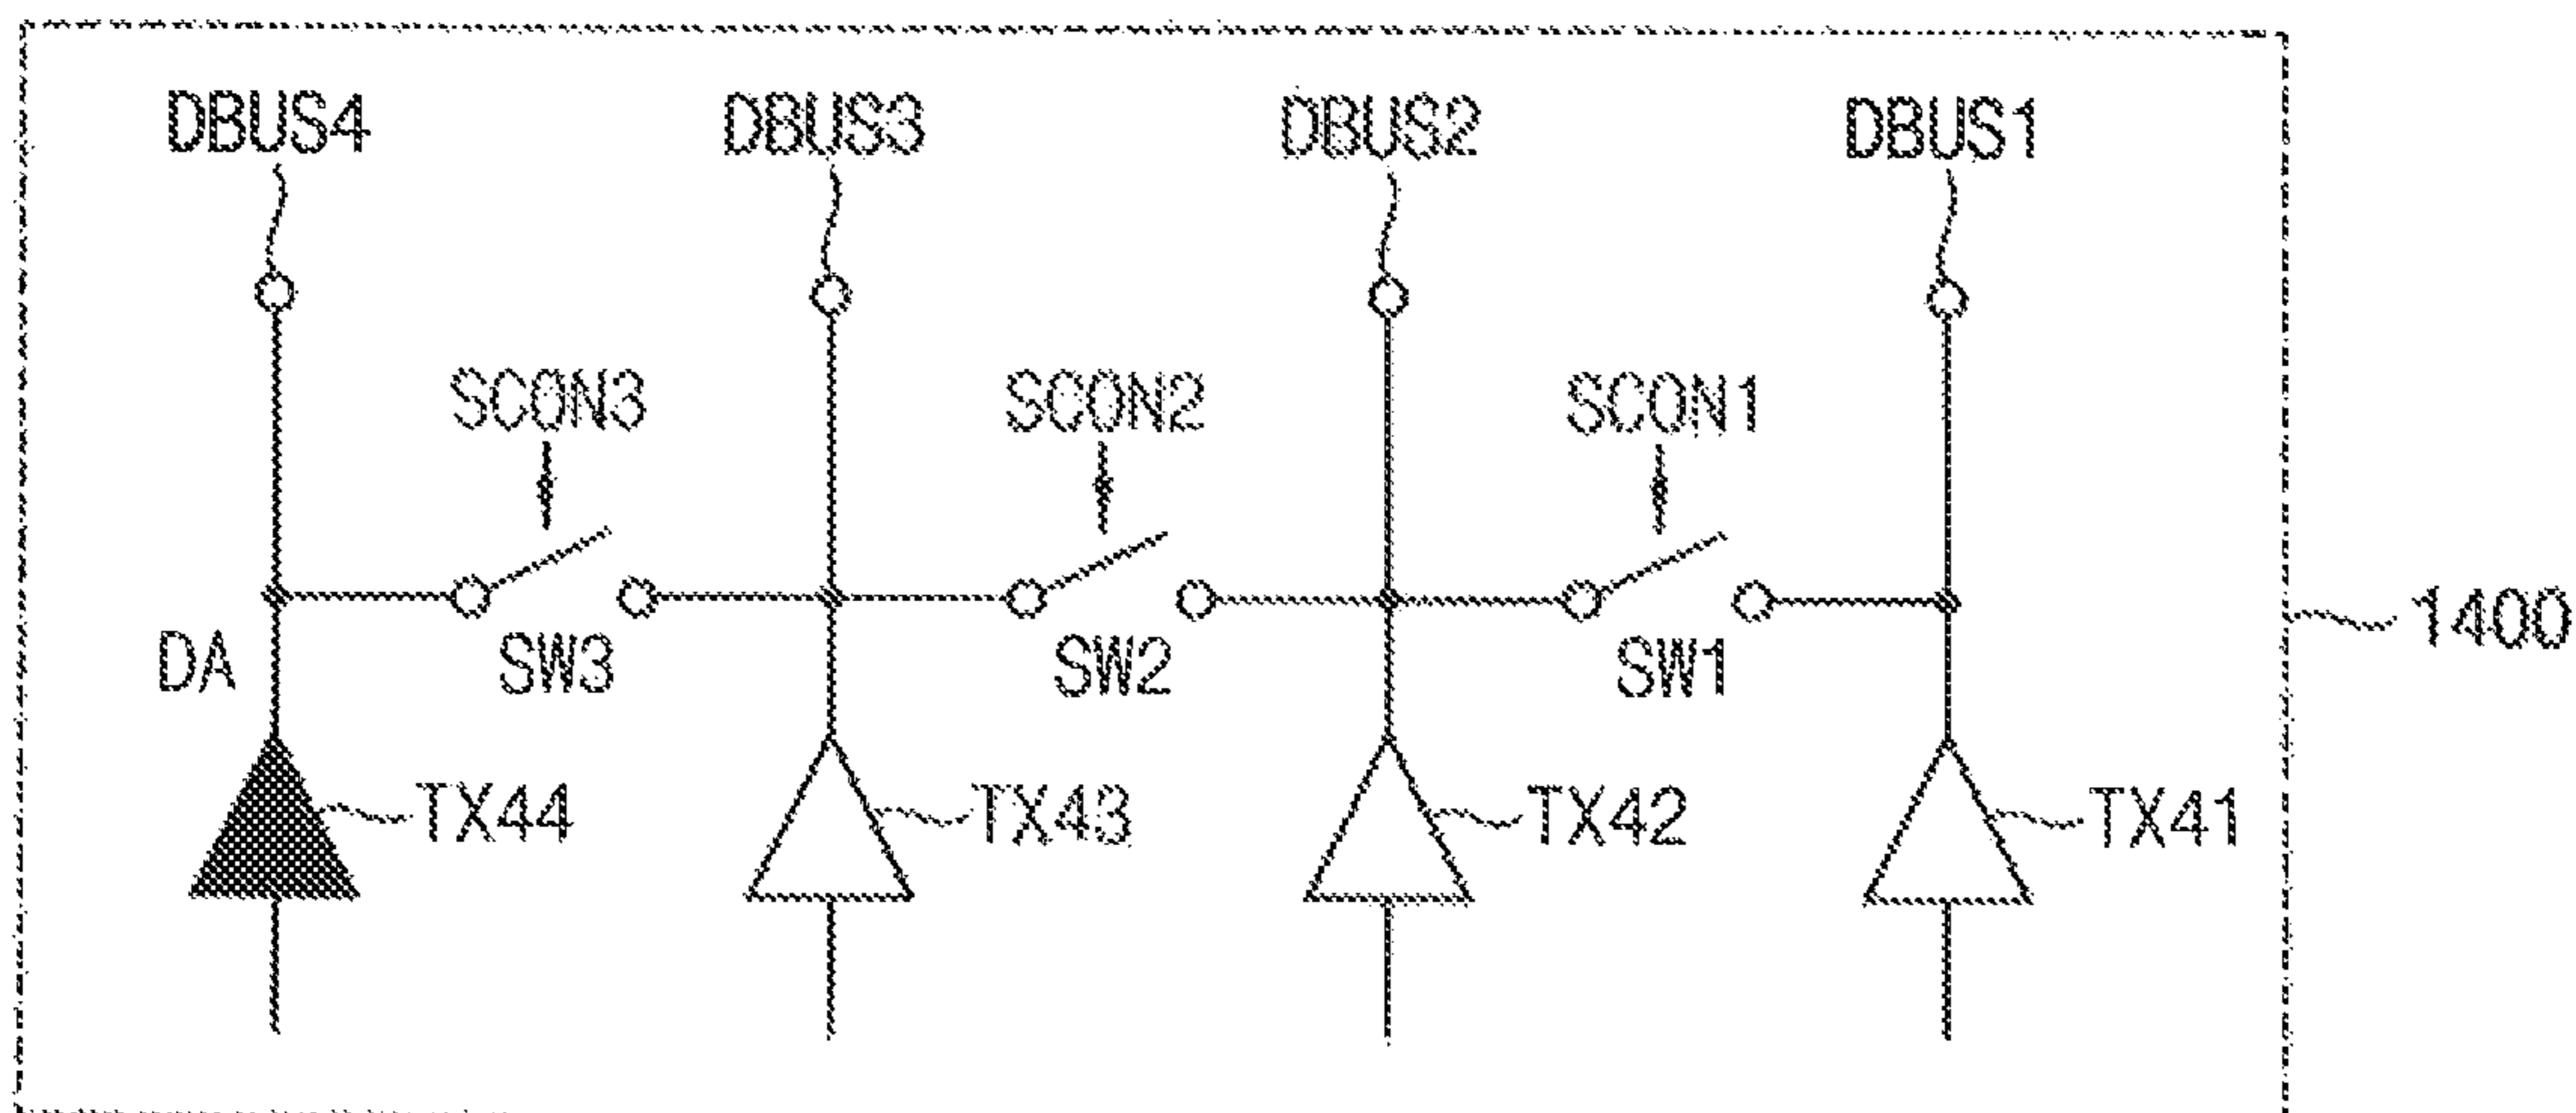 DBUS4 DBUS3 DBUS2 DBUS1
SCON3 SCON2 SCON1
1400
DA SW3 SW2 SW1
TX44 TX43 TX42 TX41